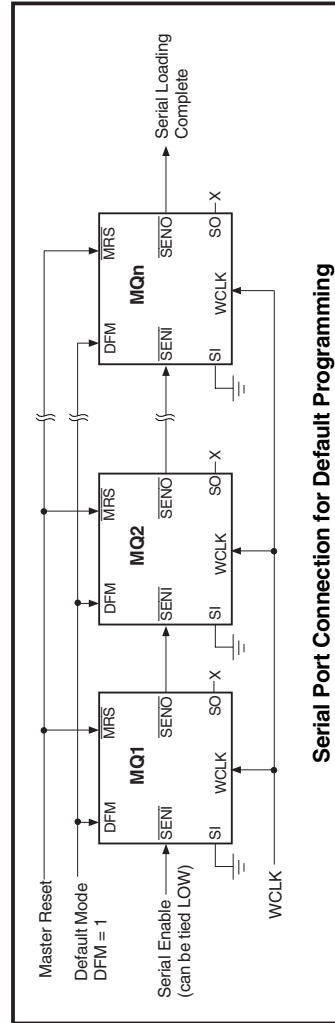 Master Reset
Default Mode
DFM = 1
DFM MRS
MQ1
SENI SENO
SI WCLK SO X
DFM MRS
MQ2
SENI SENO
SI WCLK SO X
DFM MRS
MQn
SENI SENO
SI WCLK SO X
Serial Enable
(can be tied LOW)
Serial Loading
Complete
WCLK
Serial Port Connection for Default Programming